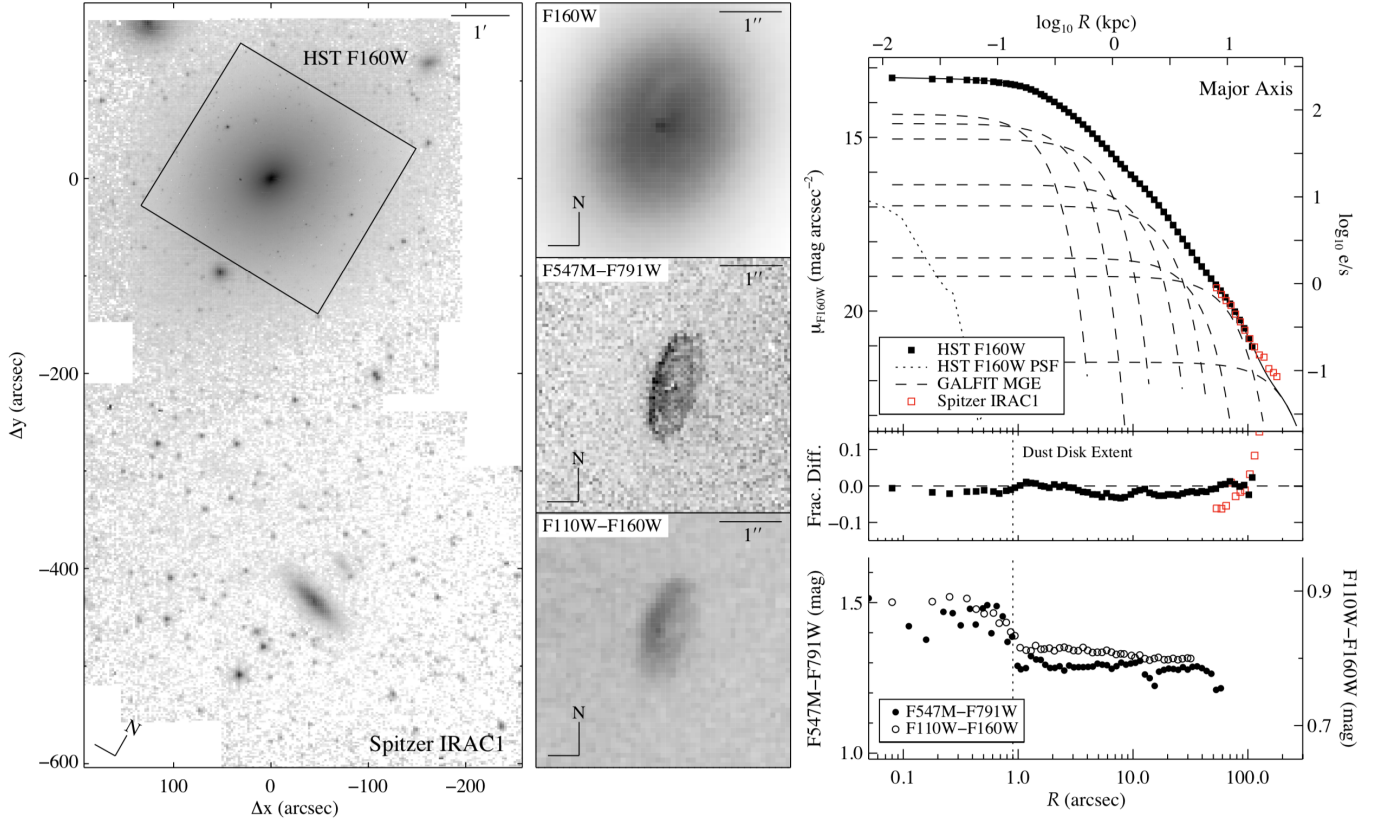 1′
HST F160W
0
−200
−400
−600
Δy (arcsec)
N
Spitzer IRAC1
100
0
−100
−200
Δx (arcsec)
F160W
1″
N
F547M−F791W
1″
N
F110W−F160W
1″
N
log₁₀ R (kpc)
−2
−1
0
1
Major Axis
15
20
μF160W (mag arcsec⁻²)
2
1
0
−1
log₁₀ e/s
HST F160W
HST F160W PSF
GALFIT MGE
Spitzer IRAC1
Dust Disk Extent
0.1
0.0
−0.1
Frac. Diff.
1.5
1.0
F547M−F791W (mag)
0.9
0.7
F110W−F160W (mag)
F547M−F791W
F110W−F160W
0.1
1.0
10.0
100.0
R (arcsec)